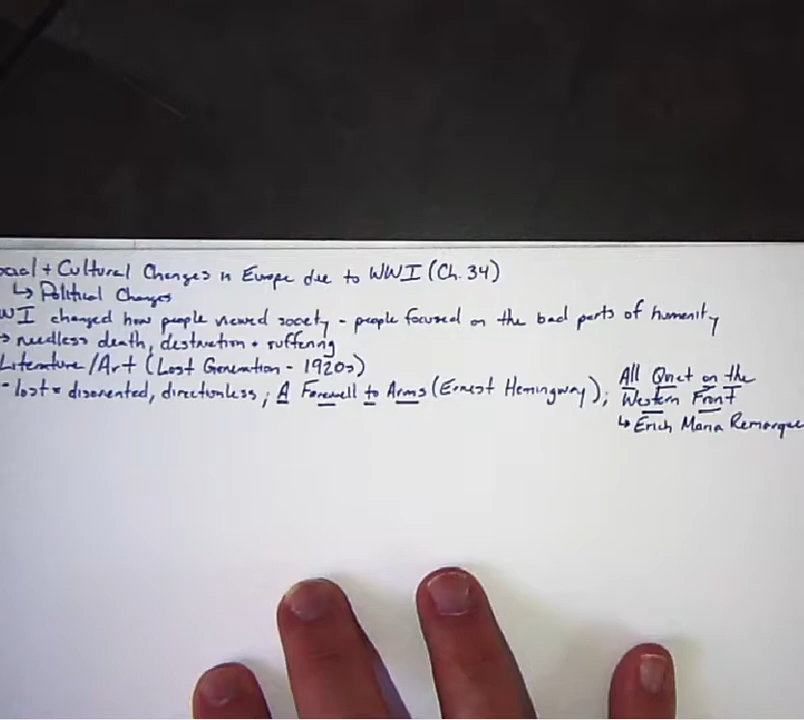 ocial + Cultural Changes in Europe due to WWI (Ch. 34)
↳ Political Changes
WI changed how people viewed society - people focused on the bad parts of humanity
→ needless death, destruction + suffering
Literature/Art (Lost Generation - 1920s)
- lost = disoriented, directionless; A Farewell to Arms (Ernest Hemingway); All Quiet on the
Western Front
↳ Erich Maria Remarque